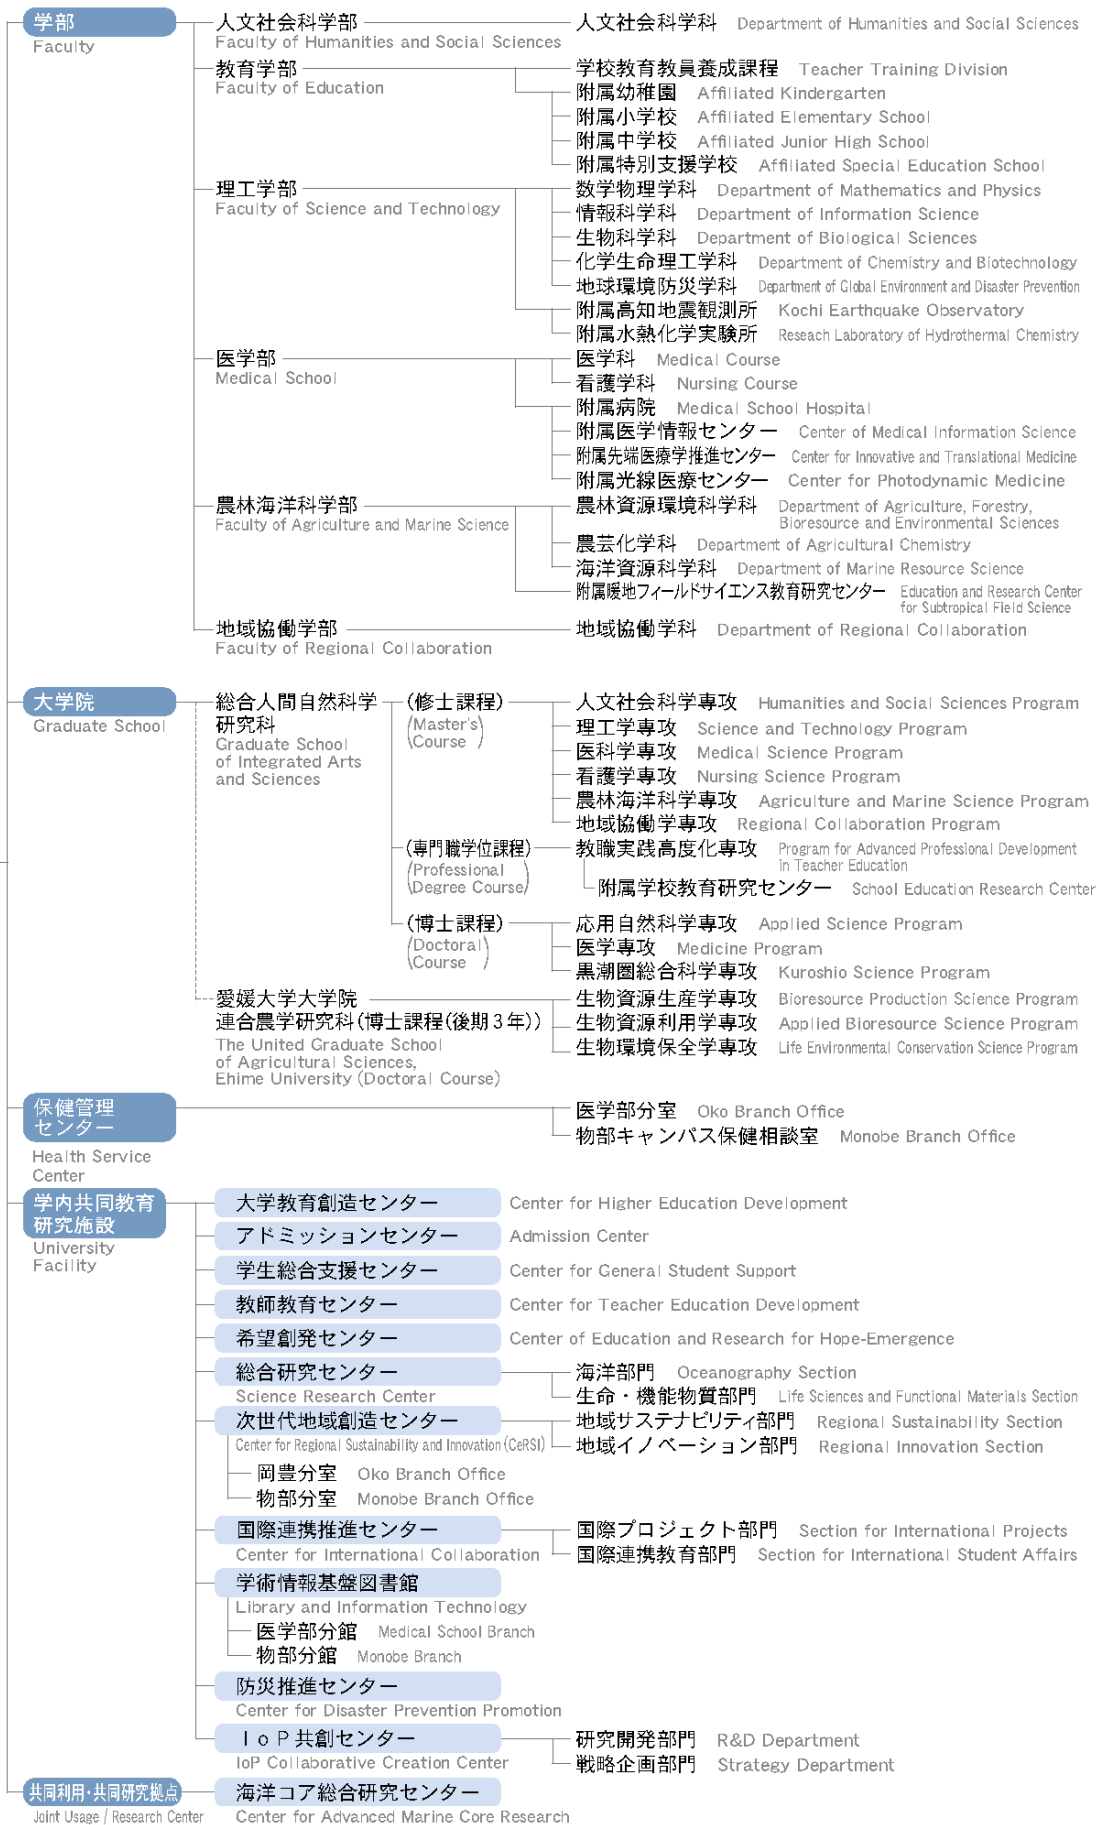 学部
Faculty
人文社会科学部
Faculty of Humanities and Social Sciences
人文社会科学科 Department of Humanities and Social Sciences
教育学部
Faculty of Education
学校教育教員養成課程 Teacher Training Division
附属幼稚園 Affiliated Kindergarten
附属小学校 Affiliated Elementary School
附属中学校 Affiliated Junior High School
附属特別支援学校 Affiliated Special Education School
理工学部
Faculty of Science and Technology
数学物理学科 Department of Mathematics and Physics
情報科学科 Department of Information Science
生物科学科 Department of Biological Sciences
化学生命理工学科 Department of Chemistry and Biotechnology
地球環境防災学科 Department of Global Environment and Disaster Prevention
附属高知地震観測所 Kochi Earthquake Observatory
附属水熱化学実験所 Reseach Laboratory of Hydrothermal Chemistry
医学部
Medical School
医学科 Medical Course
看護学科 Nursing Course
附属病院 Medical School Hospital
附属医学情報センター Center of Medical Information Science
附属先端医療学推進センター Center for Innovative and Translational Medicine
附属光線医療センター Center for Photodynamic Medicine
農林海洋科学部
Faculty of Agriculture and Marine Science
農林資源環境科学科 Department of Agriculture, Forestry,
Bioresource and Environmental Sciences
農芸化学科 Department of Agricultural Chemistry
海洋資源科学科 Department of Marine Resource Science
附属暖地フィールドサイエンス教育研究センター Education and Research Center
for Subtropical Field Science
地域協働学部
Faculty of Regional Collaboration
地域協働学科 Department of Regional Collaboration
大学院
Graduate School
総合人間自然科学
研究科
Graduate School
of Integrated Arts
and Sciences
(修士課程)
(Master's
Course)
人文社会科学専攻 Humanities and Social Sciences Program
理工学専攻 Science and Technology Program
医科学専攻 Medical Science Program
看護学専攻 Nursing Science Program
農林海洋科学専攻 Agriculture and Marine Science Program
地域協働学専攻 Regional Collaboration Program
(専門職学位課程)
(Professional
Degree Course)
教職実践高度化専攻 Program for Advanced Professional Development
in Teacher Education
附属学校教育研究センター School Education Research Center
(博士課程)
(Doctoral
Course)
応用自然科学専攻 Applied Science Program
医学専攻 Medicine Program
黒潮圏総合科学専攻 Kuroshio Science Program
愛媛大学大学院
連合農学研究科(博士課程(後期3年))
The United Graduate School
of Agricultural Sciences,
Ehime University (Doctoral Course)
生物資源生産学専攻 Bioresource Production Science Program
生物資源利用学専攻 Applied Bioresource Science Program
生物環境保全学専攻 Life Environmental Conservation Science Program
保健管理
センター
Health Service
Center
医学部分室 Oko Branch Office
物部キャンパス保健相談室 Monobe Branch Office
学内共同教育
研究施設
University
Facility
大学教育創造センター Center for Higher Education Development
アドミッションセンター Admission Center
学生総合支援センター Center for General Student Support
教師教育センター Center for Teacher Education Development
希望創発センター Center of Education and Research for Hope-Emergence
総合研究センター
Science Research Center
海洋部門 Oceanography Section
生命・機能物質部門 Life Sciences and Functional Materials Section
次世代地域創造センター
Center for Regional Sustainability and Innovation (CeRSI)
地域サステナビリティ部門 Regional Sustainability Section
地域イノベーション部門 Regional Innovation Section
岡豊分室 Oko Branch Office
物部分室 Monobe Branch Office
国際連携推進センター
Center for International Collaboration
国際プロジェクト部門 Section for International Projects
国際連携教育部門 Section for International Student Affairs
学術情報基盤図書館
Library and Information Technology
医学部分館 Medical School Branch
物部分館 Monobe Branch
防災推進センター
Center for Disaster Prevention Promotion
IoP共創センター
IoP Collaborative Creation Center
研究開発部門 R&D Department
戦略企画部門 Strategy Department
共同利用・共同研究拠点
Joint Usage / Research Center
海洋コア総合研究センター
Center for Advanced Marine Core Research